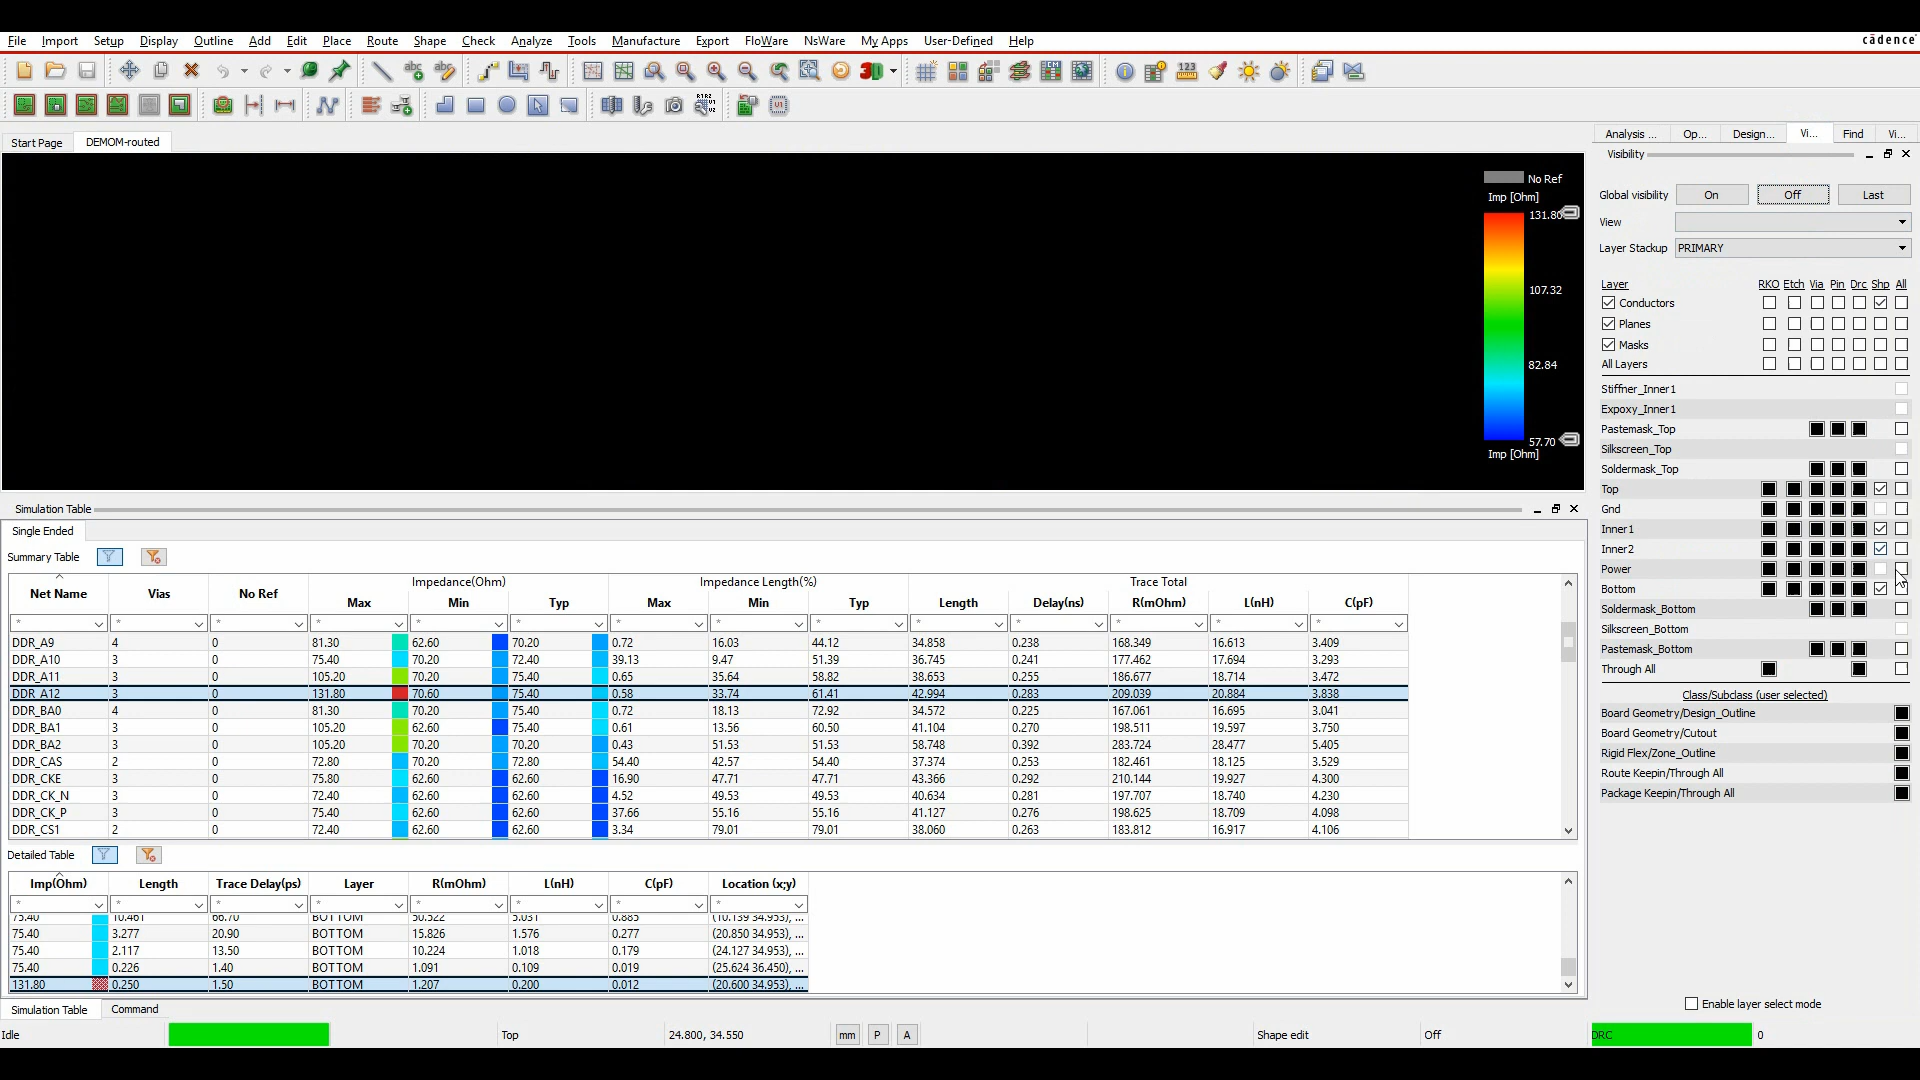 File Import Setup Display Outline Add Edit Place Route Shape Check Analyze Tools Manufacture Export FloWare NsWare My Apps User-Defined Help
cādence
Start Page DEMOM-routed
Analysis ... Op... Design... Vi... Find Vi...
Visibility
Global visibility On Off Last
View
Layer Stackup PRIMARY
Layer RKO Etch Via Pin Drc Shp All
Conductors
Planes
Masks
All Layers
Stiffner_Inner1
Expoxy_Inner1
Pastemask_Top
Silkscreen_Top
Soldermask_Top
Top
Gnd
Inner1
Inner2
Power
Bottom
Soldermask_Bottom
Silkscreen_Bottom
Pastemask_Bottom
Through All
Class/Subclass (user selected)
Board Geometry/Design_Outline
Board Geometry/Cutout
Rigid Flex/Zone_Outline
Route Keepin/Through All
Package Keepin/Through All
Enable layer select mode
No Ref
Imp [Ohm]
131.80
107.32
82.84
57.70
Imp [Ohm]
Simulation Table
Single Ended
Summary Table
Net Name Vias No Ref Impedance(Ohm) Impedance Length(%) Trace Total
Max Min Typ Max Min Typ Length Delay(ns) R(mOhm) L(nH) C(pF)
* * * * * * * * * * * * * *
DDR_A9 4 0 81.30 62.60 70.20 0.72 16.03 44.12 34.858 0.238 168.349 16.613 3.409
DDR_A10 3 0 75.40 70.20 72.40 39.13 9.47 51.39 36.745 0.241 177.462 17.694 3.293
DDR_A11 3 0 105.20 70.20 75.40 0.65 35.64 58.82 38.653 0.255 186.677 18.714 3.472
DDR_A12 3 0 131.80 70.60 75.40 0.58 33.74 61.41 42.994 0.283 209.039 20.884 3.838
DDR_BA0 4 0 81.30 70.20 75.40 0.72 18.13 72.92 34.572 0.225 167.061 16.695 3.041
DDR_BA1 3 0 105.20 62.60 75.40 0.61 13.56 60.50 41.104 0.270 198.511 19.597 3.750
DDR_BA2 3 0 105.20 70.20 70.20 0.43 51.53 51.53 58.748 0.392 283.724 28.477 5.405
DDR_CAS 2 0 72.80 70.20 72.80 54.40 42.57 54.40 37.374 0.253 182.461 18.125 3.529
DDR_CKE 3 0 75.80 62.60 62.60 16.90 47.71 47.71 43.366 0.292 210.144 19.927 4.300
DDR_CK_N 3 0 72.40 62.60 62.60 4.52 49.53 49.53 40.634 0.281 197.707 18.740 4.230
DDR_CK_P 3 0 75.40 62.60 62.60 37.66 55.16 55.16 41.127 0.276 198.625 18.709 4.098
DDR_CS1 2 0 72.40 62.60 62.60 3.34 79.01 79.01 38.060 0.263 183.812 16.917 4.106
Detailed Table
Imp(Ohm) Length Trace Delay(ps) Layer R(mOhm) L(nH) C(pF) Location (x;y)
* * * * * * * *
75.40 10.461 66.70 BOTTOM 50.522 5.031 0.885 (10.139 34.953), ...
75.40 3.277 20.90 BOTTOM 15.826 1.576 0.277 (20.850 34.953), ...
75.40 2.117 13.50 BOTTOM 10.224 1.018 0.179 (24.127 34.953), ...
75.40 0.226 1.40 BOTTOM 1.091 0.109 0.019 (25.624 36.450), ...
131.80 0.250 1.50 BOTTOM 1.207 0.200 0.012 (20.600 34.953), ...
Simulation Table Command
Idle Top 24.800, 34.550 mm P A Shape edit Off DRC 0